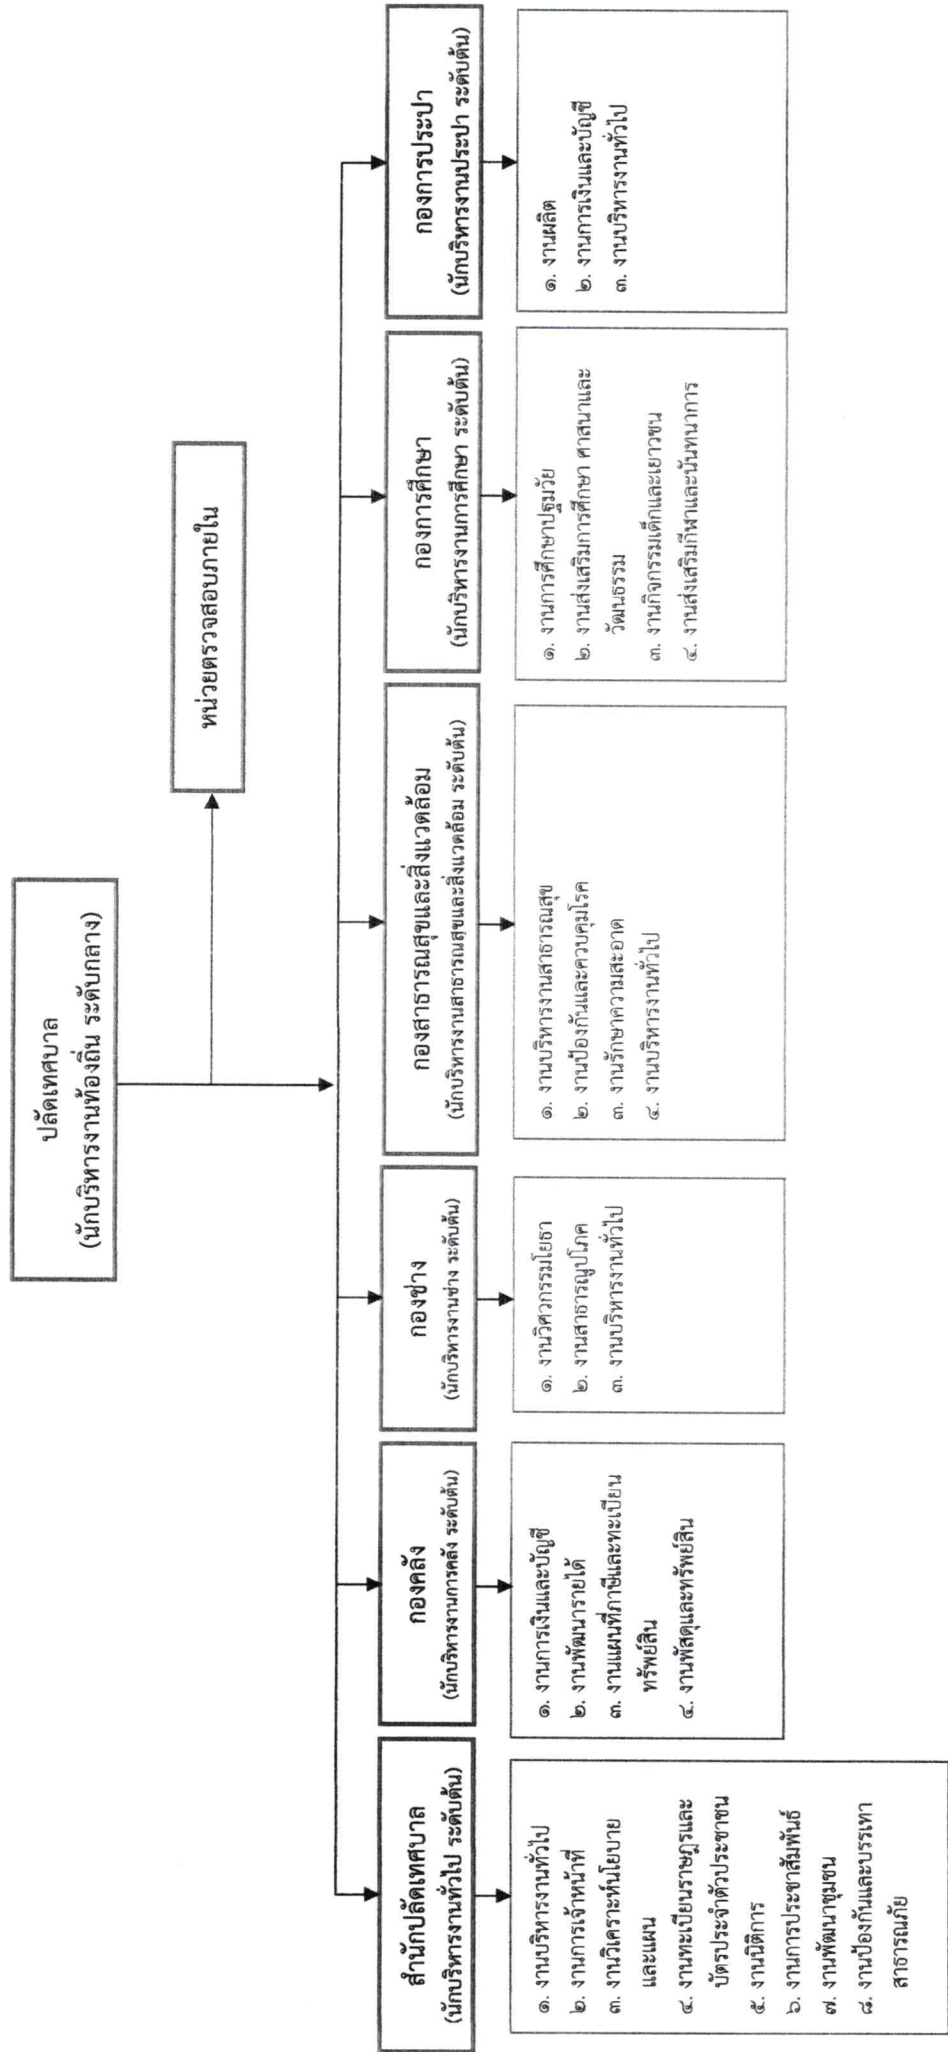 ปลัดเทศบาล
(นักบริหารงานท้องถิ่น ระดับกลาง)
หน่วยตรวจสอบภายใน
สำนักปลัดเทศบาล
(นักบริหารงานทั่วไป ระดับต้น)
๑. งานบริหารงานทั่วไป
๒. งานการเจ้าหน้าที่
๓. งานวิเคราะห์นโยบาย
และแผน
๔. งานทะเบียนราษฎรและ
บัตรประจำตัวประชาชน
๕. งานนิติการ
๖. งานการประชาสัมพันธ์
๗. งานพัฒนาชุมชน
๘. งานป้องกันและบรรเทา
สาธารณภัย
กองคลัง
(นักบริหารงานการคลัง ระดับต้น)
๑. งานการเงินและบัญชี
๒. งานพัฒนารายได้
๓. งานแผนที่ภาษีและทะเบียน
ทรัพย์สิน
๔. งานพัสดุและทรัพย์สิน
กองช่าง
(นักบริหารงานช่าง ระดับต้น)
๑. งานวิศวกรรมโยธา
๒. งานสาธารณูปโภค
๓. งานบริหารงานทั่วไป
กองสาธารณสุขและสิ่งแวดล้อม
(นักบริหารงานสาธารณสุขและสิ่งแวดล้อม ระดับต้น)
๑. งานบริหารงานสาธารณสุข
๒. งานป้องกันและควบคุมโรค
๓. งานรักษาความสะอาด
๔. งานบริหารงานทั่วไป
กองการศึกษา
(นักบริหารงานการศึกษา ระดับต้น)
๑. งานการศึกษาปฐมวัย
๒. งานส่งเสริมการศึกษา ศาสนาและ
วัฒนธรรม
๓. งานกิจกรรมเด็กและเยาวชน
๔. งานส่งเสริมกีฬาและนันทนาการ
กองการประปา
(นักบริหารงานประปา ระดับต้น)
๑. งานผลิต
๒. งานการเงินและบัญชี
๓. งานบริหารงานทั่วไป